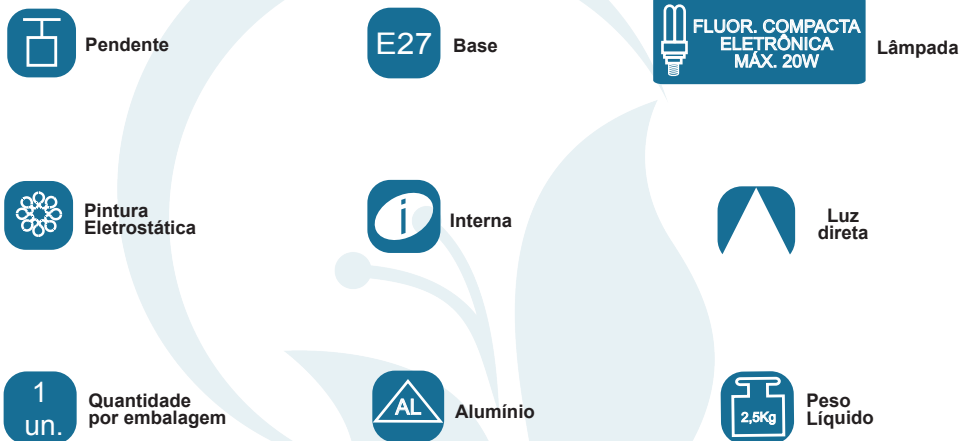 Pendente
E27
Base
FLUOR. COMPACTA
ELETRÔNICA
MÁX. 20W
Lâmpada
Pintura
Eletrostática
i
Interna
Luz
direta
1
un.
Quantidade
por embalagem
AL
Alumínio
2,5Kg
Peso
Líquido